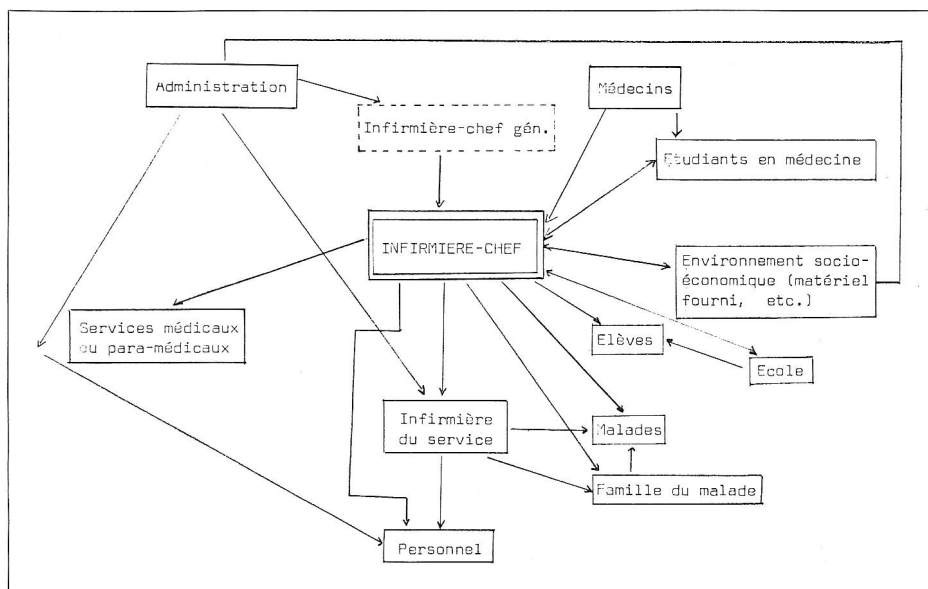 Administration
Médecins
Infirmière-chef gén.
Etudiants en médecine
INFIRMIERE-CHEF
Environnement socio-
économique (matériel
fourni, etc.)
Services médicaux
ou para-médicaux
Elèves
Ecole
Infirmière
du service
Malades
Famille du malade
Personnel